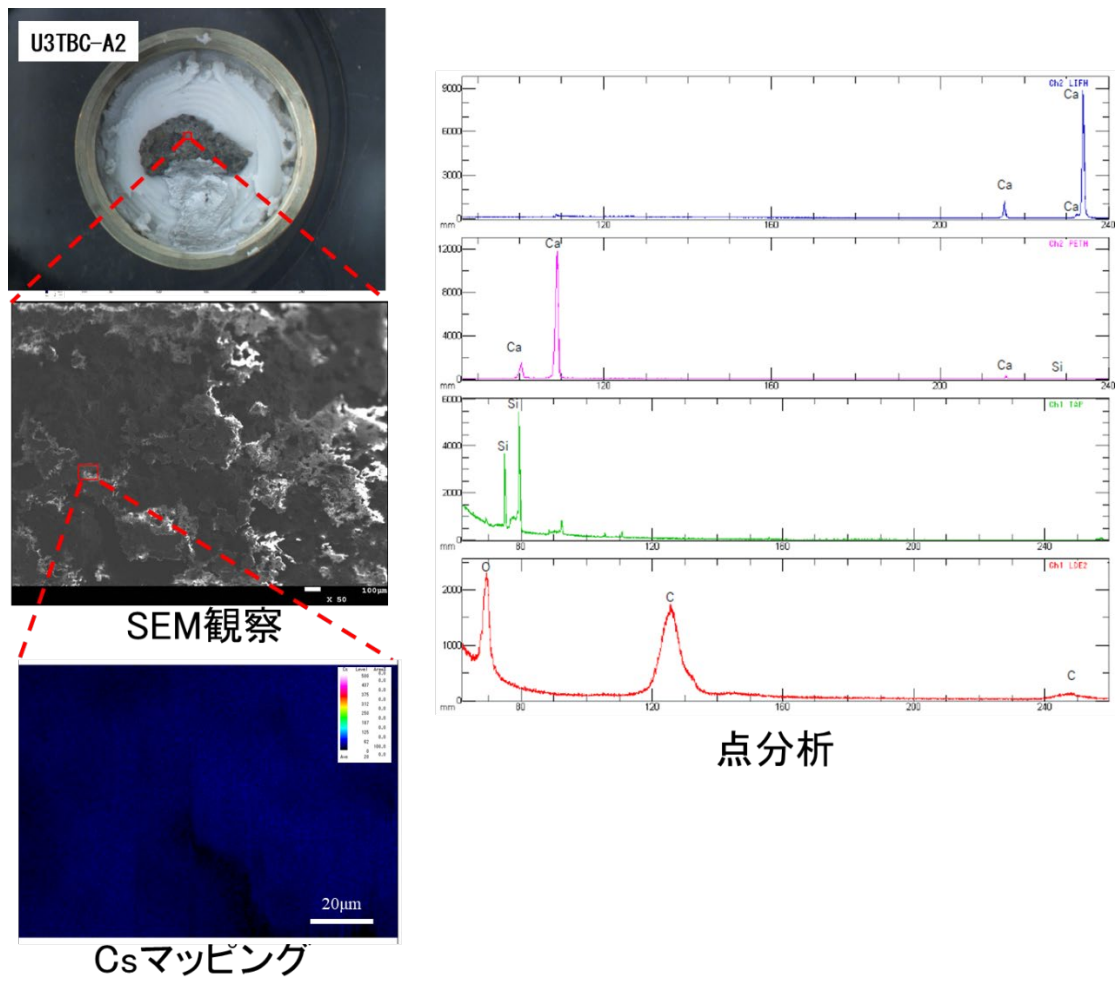 U3TBC-A2
X 50
100μm
SEM観察
20μm
Csマッピング
Ch2 LIFH
9000
6000
3000
0
mm
120
160
200
240
Ca
Ca
Ca
Ch2 PETH
12000
8000
4000
0
mm
120
160
200
240
Ca
Ca
Ca
Si
Ch1 TAP
6000
4000
2000
0
mm
80
120
160
200
240
Si
Si
Ch1 LDE2
2000
1000
0
mm
80
120
160
200
240
O
C
C
点分析